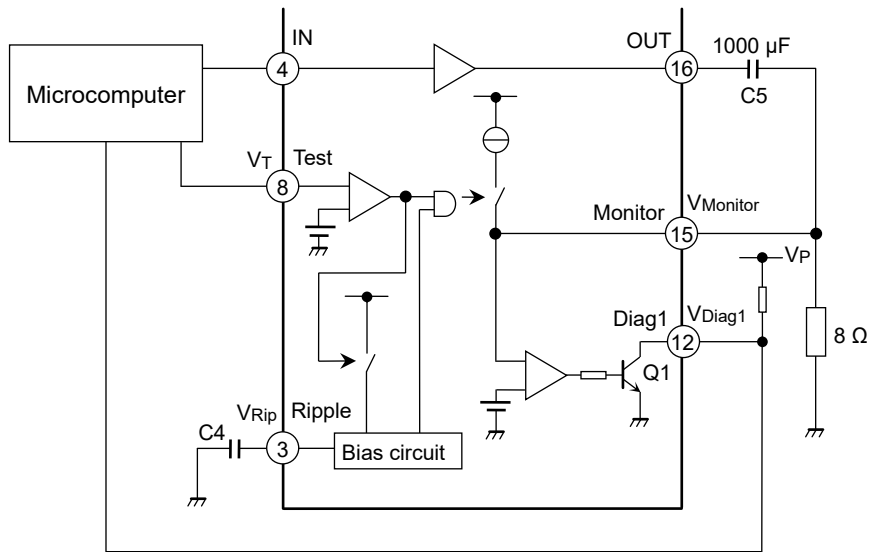 IN
OUT
1000 µF
4
16
C5
Microcomputer
VT
Test
8
Monitor
VMonitor
15
VP
Diag1
VDiag1
12
8 Ω
Q1
VRip
Ripple
C4
3
Bias circuit